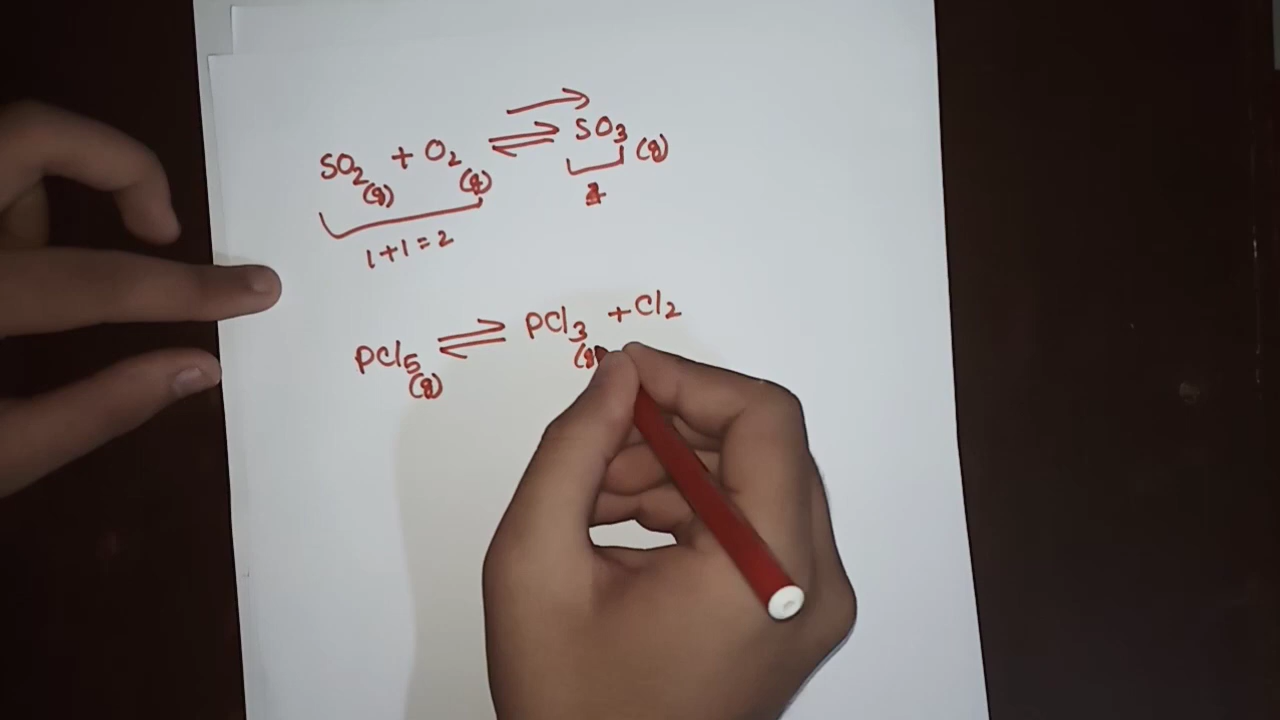 SO₂(g) + O₂(g) ⇌ SO₃(g)
1+1=2
PCl₅(g) ⇌ PCl₃(g + Cl₂